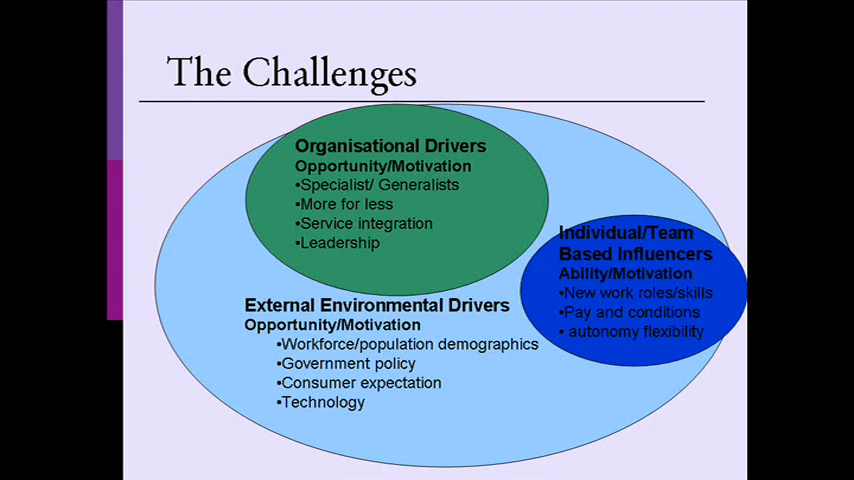 The Challenges
Organisational Drivers
Opportunity/Motivation
•Specialist/ Generalists
•More for less
•Service integration
•Leadership
Individual/Team
Based Influencers
Ability/Motivation
•New work roles/skills
•Pay and conditions
• autonomy flexibility
External Environmental Drivers
Opportunity/Motivation
•Workforce/population demographics
•Government policy
•Consumer expectation
•Technology